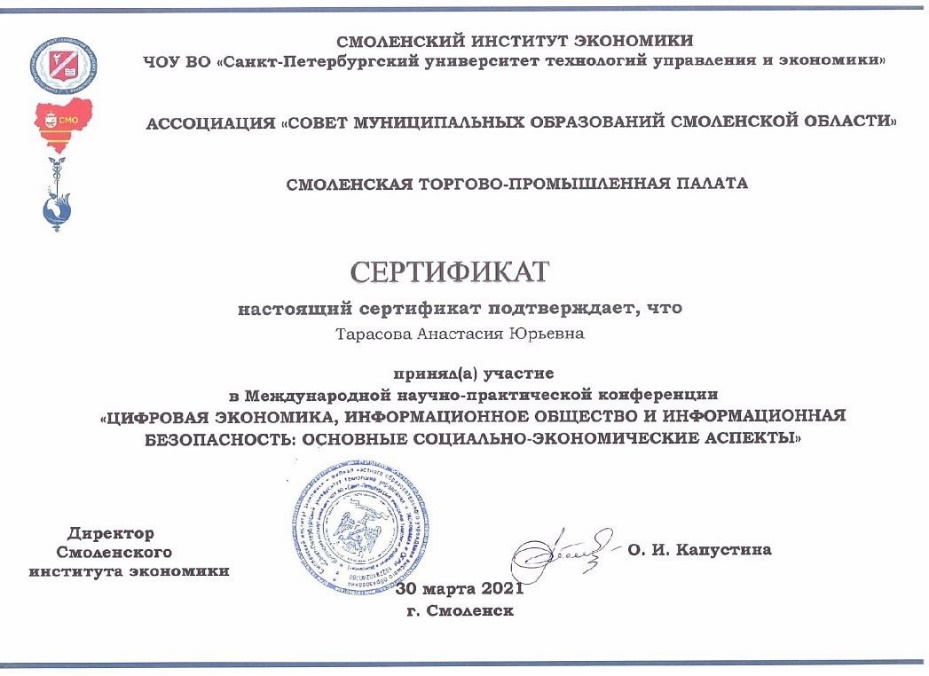 СМОЛЕНСКИЙ ИНСТИТУТ ЭКОНОМИКИ
ЧОУ ВО «Санкт-Петербургский университет технологий управления и экономики»
СМО
АССОЦИАЦИЯ «СОВЕТ МУНИЦИПАЛЬНЫХ ОБРАЗОВАНИЙ СМОЛЕНСКОЙ ОБЛАСТИ»
СМОЛЕНСКАЯ ТОРГОВО-ПРОМЫШЛЕННАЯ ПАЛАТА
СЕРТИФИКАТ
настоящий сертификат подтверждает, что
Тарасова Анастасия Юрьевна
принял(а) участие
в Международной научно-практической конференции
«ЦИФРОВАЯ ЭКОНОМИКА, ИНФОРМАЦИОННОЕ ОБЩЕСТВО И ИНФОРМАЦИОННАЯ
БЕЗОПАСНОСТЬ: ОСНОВНЫЕ СОЦИАЛЬНО-ЭКОНОМИЧЕСКИЕ АСПЕКТЫ»
Директор
Смоленского
института экономики
О. И. Капустина
30 марта 2021
г. Смоленск